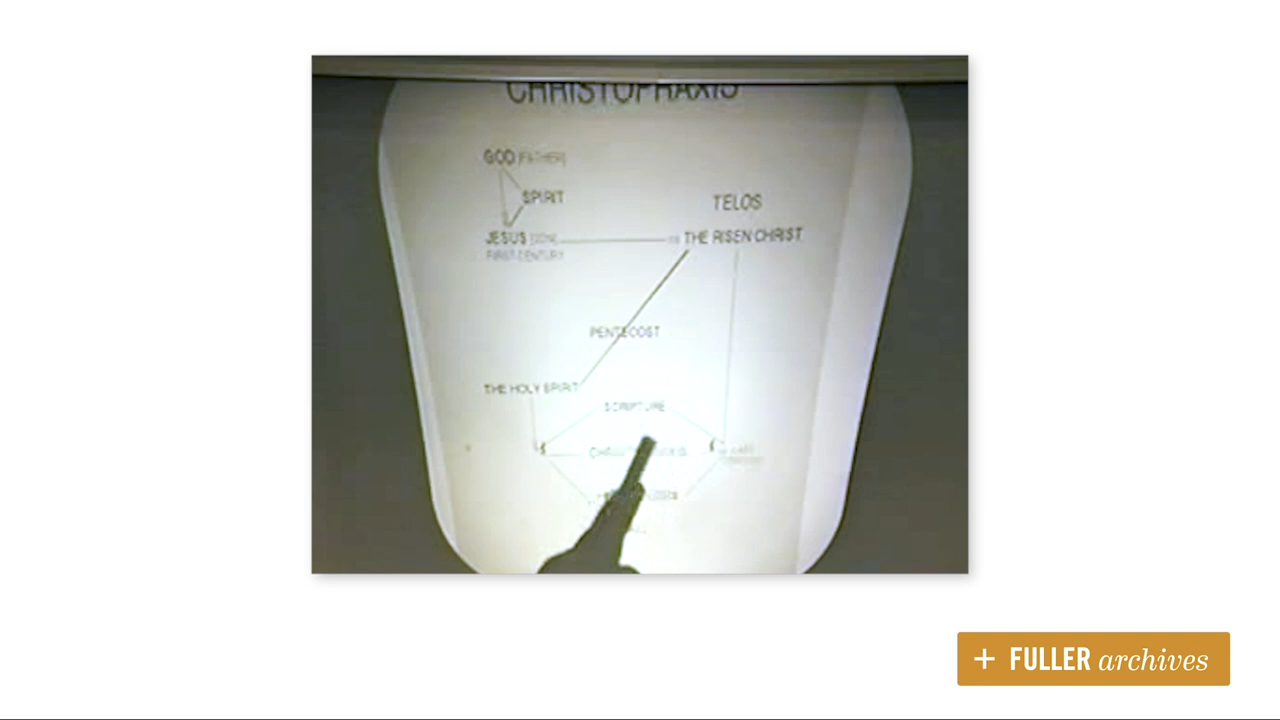 CHRISTOPRAXIS
GOD (FATHER)
SPIRIT
TELOS
JESUS (SON)
THE RISEN CHRIST
FIRST-CENTURY
PENTECOST
THE HOLY SPIRIT
SCRIPTURE
+ FULLER archives